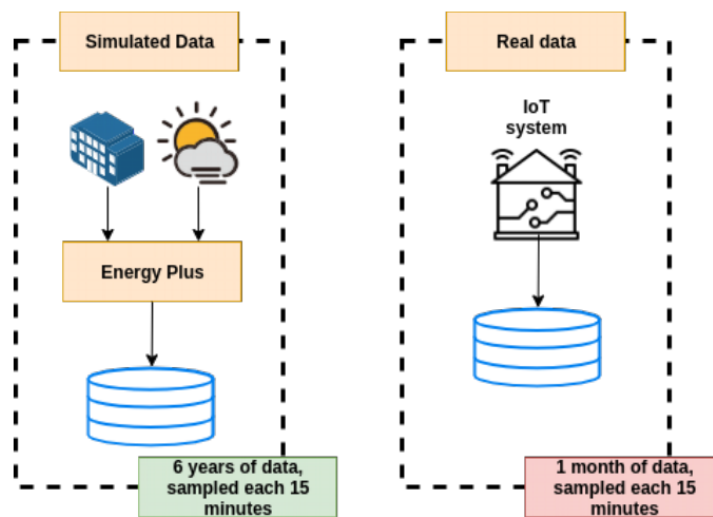 Simulated Data
Real data
IoT
system
Energy Plus
6 years of data,
sampled each 15
minutes
1 month of data,
sampled each 15
minutes